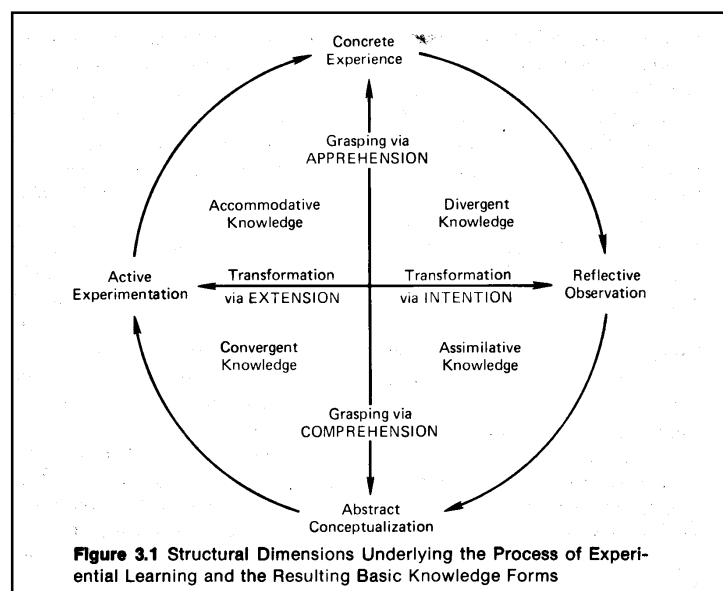 Concrete
Experience
Grasping via
APPREHENSION
Accommodative
Knowledge
Divergent
Knowledge
Active
Experimentation
Transformation
via EXTENSION
Transformation
via INTENTION
Reflective
Observation
Convergent
Knowledge
Assimilative
Knowledge
Grasping via
COMPREHENSION
Abstract
Conceptualization
Figure 3.1 Structural Dimensions Underlying the Process of Experi-
ential Learning and the Resulting Basic Knowledge Forms